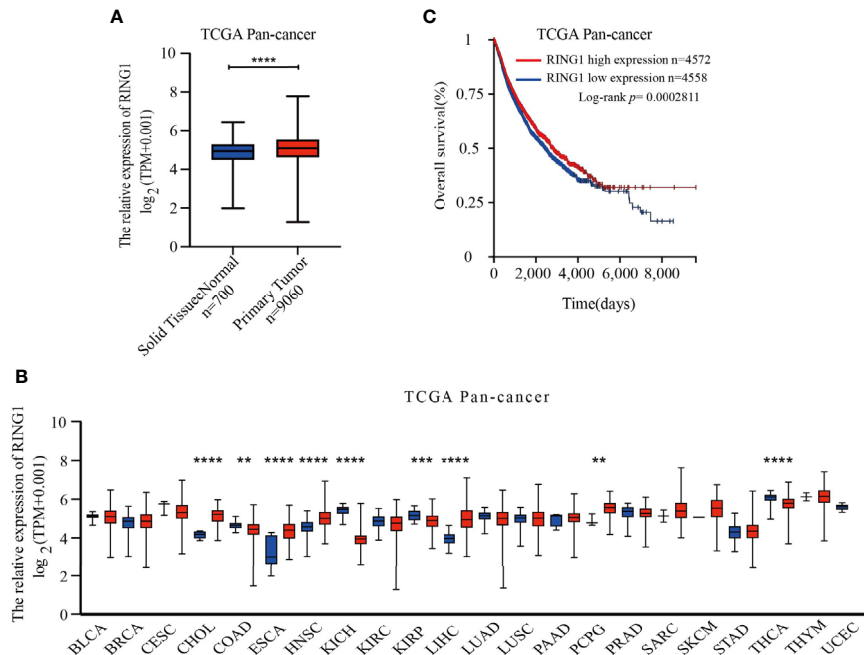 A
TCGA Pan-cancer
****
The relative expression of RING1
log2 (TPM+0.001)
10
8
6
4
2
0
Solid TissueeNormal
n=700
Primary Tumor
n=9060
C
TCGA Pan-cancer
RING1 high expression n=4572
RING1 low expression n=4558
Log-rank p= 0.0002811
Overall survival(%)
1
0.75
0.5
0.25
0
0 2,000 4,000 6,000 8,000
Time(days)
B
TCGA Pan-cancer
The relative expression of RING1
log2 (TPM+0.001)
10
8
6
4
2
0
**** ** **** **** **** *** **** ** ****
BLCA BRCA CESC CHOL COAD ESCA HNSC KICH KIRC KIRP LIHC LUAD LUSC PAAD PCPG PRAD SARC SKCM STAD THCA THYM UCEC